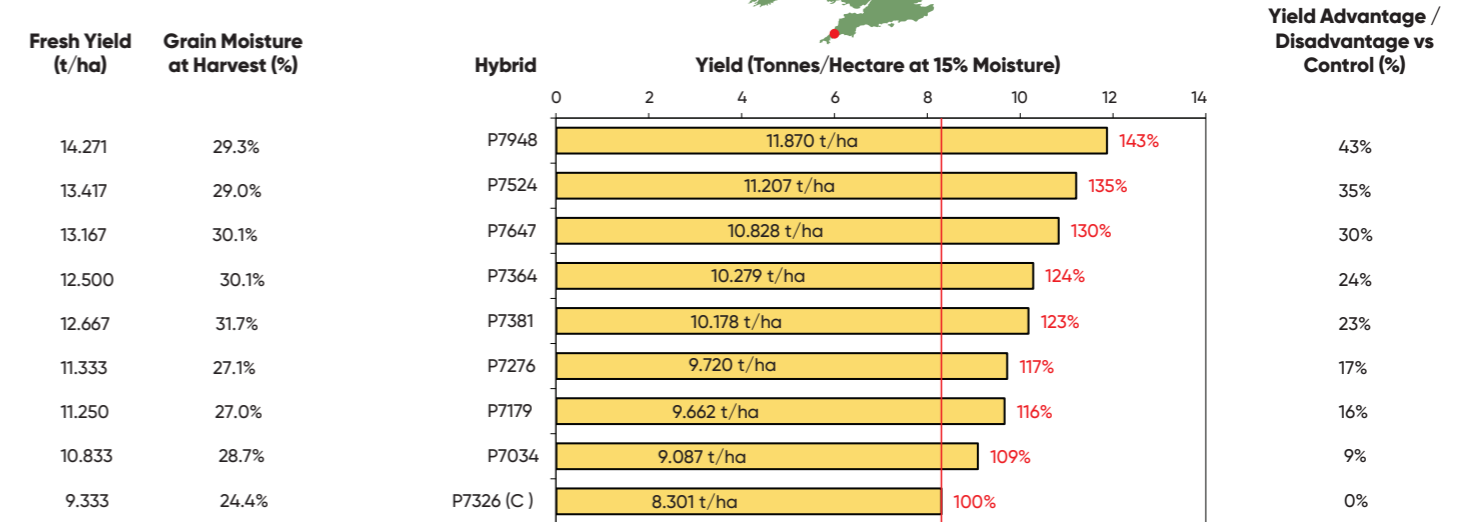 Yield Advantage /
Disadvantage vs
Control (%)
Fresh Yield
(t/ha)
Grain Moisture
at Harvest (%)
Hybrid
Yield (Tonnes/Hectare at 15% Moisture)
0 2 4 6 8 10 12 14
14.271 29.3% P7948 11.870 t/ha 143% 43%
13.417 29.0% P7524 11.207 t/ha 135% 35%
13.167 30.1% P7647 10.828 t/ha 130% 30%
12.500 30.1% P7364 10.279 t/ha 124% 24%
12.667 31.7% P7381 10.178 t/ha 123% 23%
11.333 27.1% P7276 9.720 t/ha 117% 17%
11.250 27.0% P7179 9.662 t/ha 116% 16%
10.833 28.7% P7034 9.087 t/ha 109% 9%
9.333 24.4% P7326 (C ) 8.301 t/ha 100% 0%